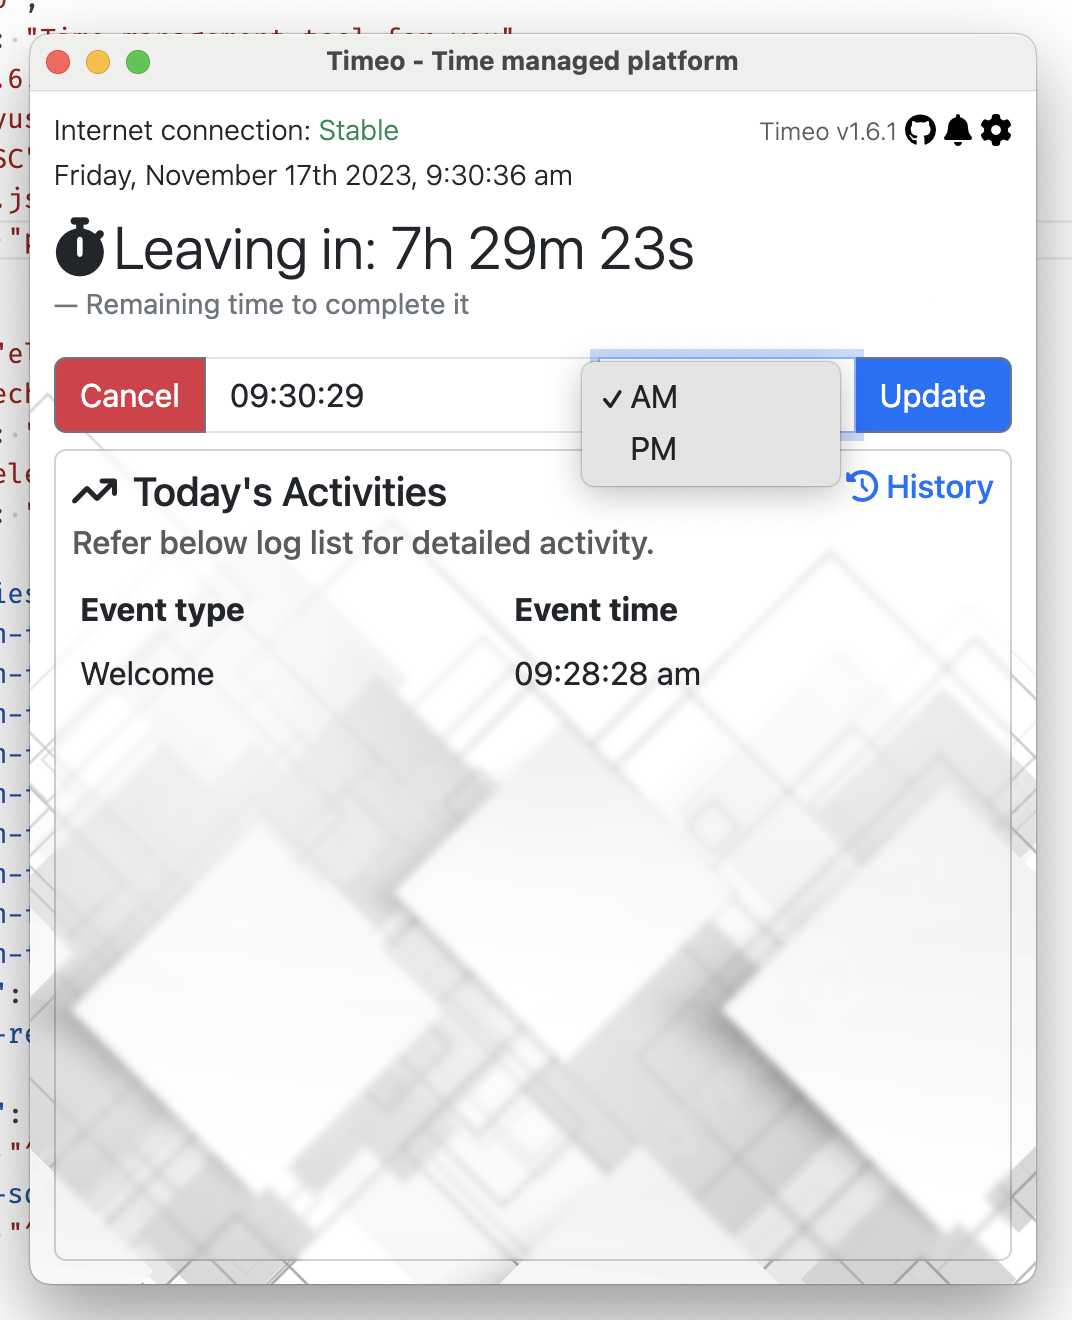 Timeo - Time managed platform
Internet connection: Stable
Timeo v1.6.1
Friday, November 17th 2023, 9:30:36 am
Leaving in: 7h 29m 23s
— Remaining time to complete it
Cancel
09:30:29
✓ AM
PM
Update
Today's Activities
History
Refer below log list for detailed activity.
Event type Event time
Welcome 09:28:28 am